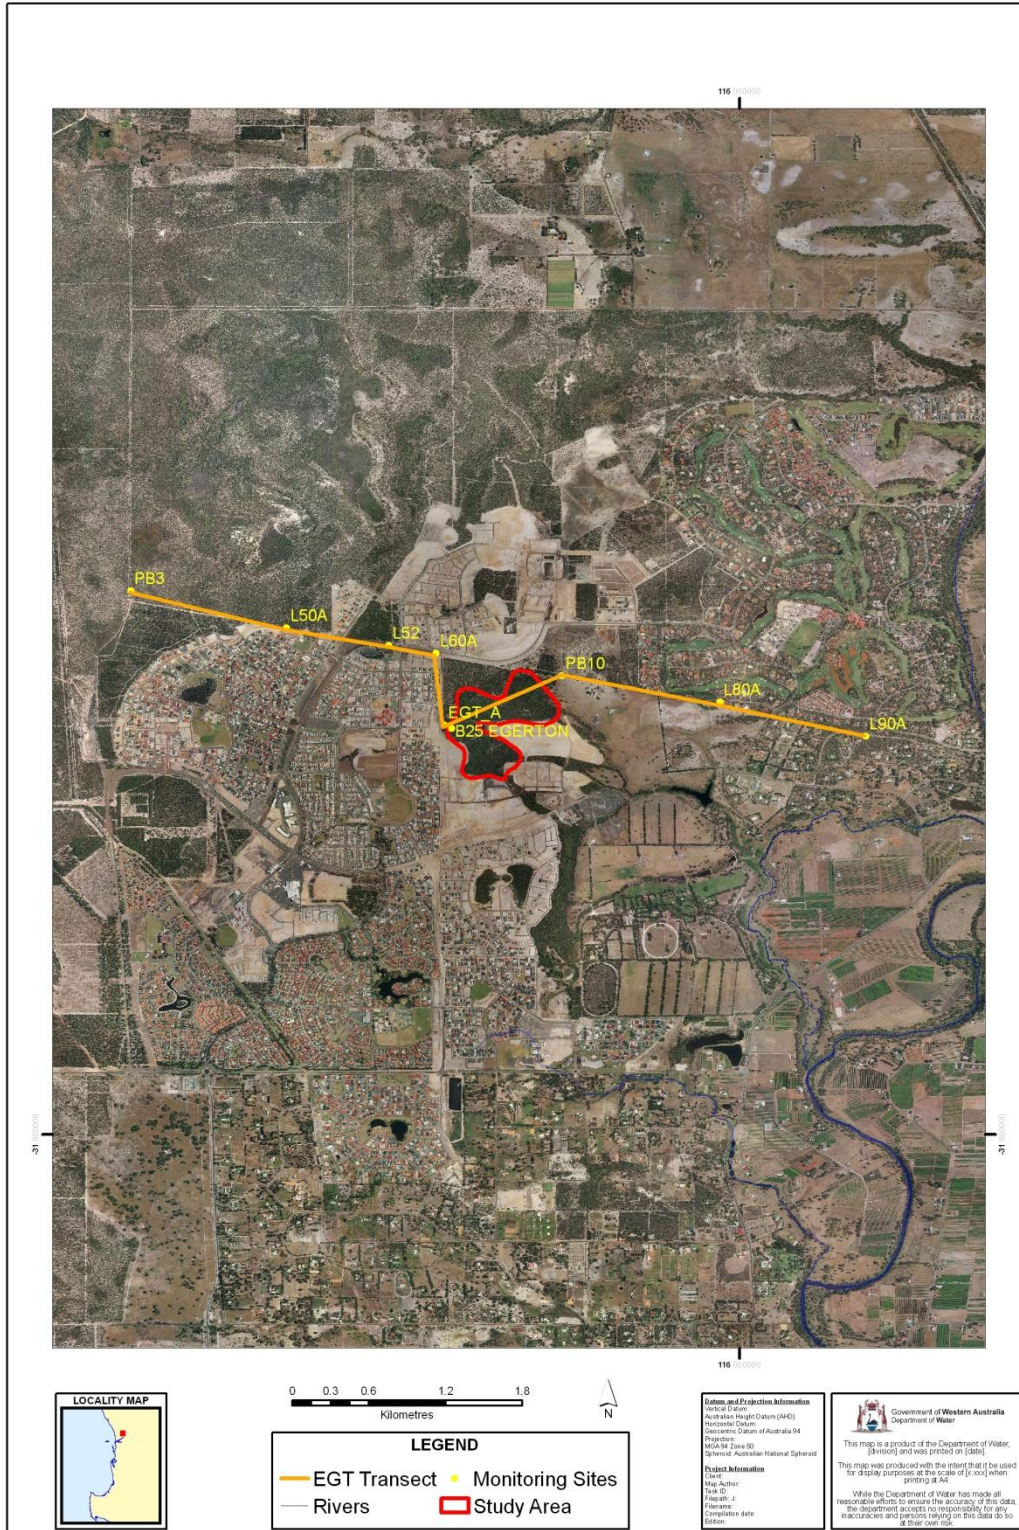 116 000000
PB3
L50A
L52
L60A
PB10
L80A
EGT_A
B25 EGERTON
L90A
-31 000000
-31 000000
116 000000
LOCALITY MAP
0 0.3 0.6 1.2 1.8
Kilometres
N
LEGEND
EGT Transect
Monitoring Sites
Rivers
Study Area
Datum and Projection Information
Vertical Datum:
Australian Height Datum (AHD)
Horizontal Datum:
Geocentric Datum of Australia 94
Projection:
MGA 94 Zone 50
Spheroid: Australian National Spheroid
Project Information
Client:
Map Author:
Task ID:
Filepath: J:
Filename:
Compilation date:
Edition:
Government of Western Australia
Department of Water
This map is a product of the Department of Water,
[division] and was printed on [date].
This map was produced with the intent that it be used
for display purposes at the scale of [x:xxx] when
printing at A4.
While the Department of Water has made all
reasonable efforts to ensure the accuracy of this data,
the department accepts no responsibility for any
inaccuracies and persons relying on this data do so
at their own risk.